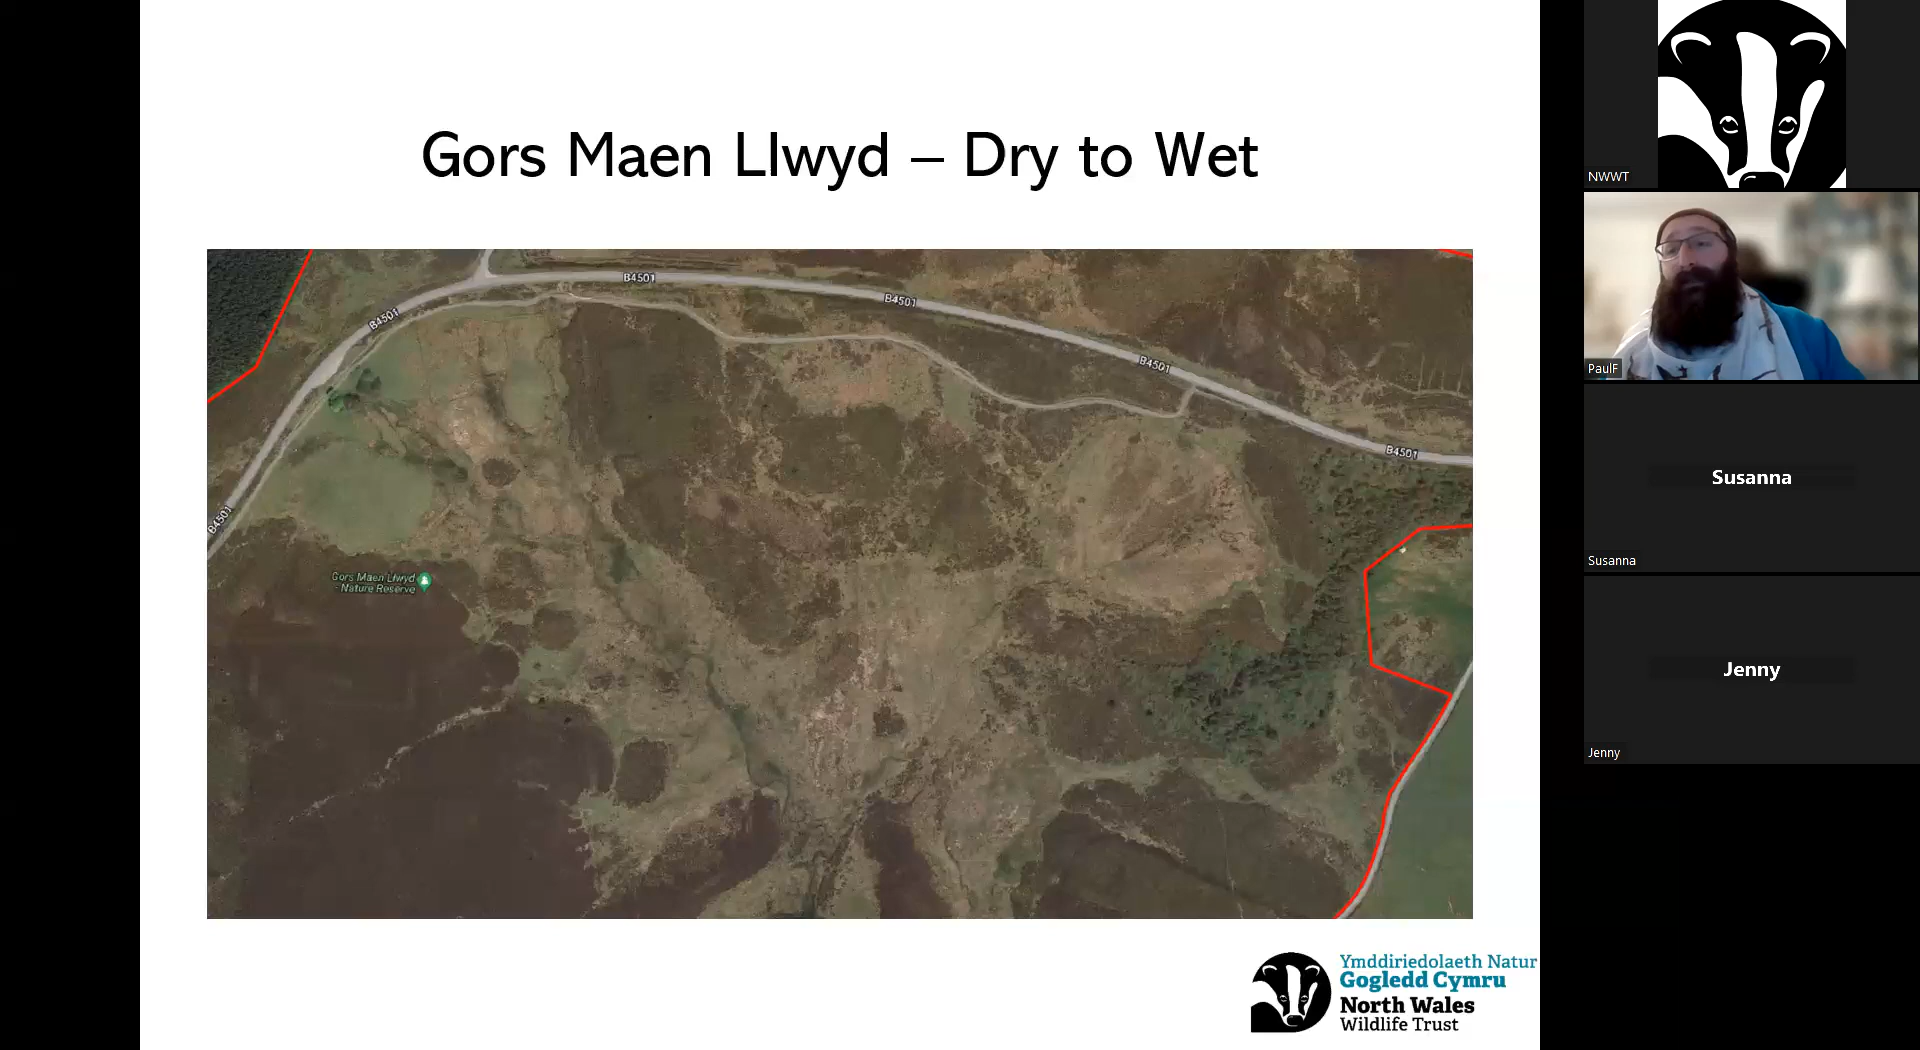 Gors Maen Llwyd – Dry to Wet
B4501
B4501
B4501
B4501
B4501
B4501
Gors Maen Llwyd
- Nature Reserve
Ymddiriedolaeth Natur
Gogledd Cymru
North Wales
Wildlife Trust
NWWT
PaulF
Susanna
Susanna
Jenny
Jenny